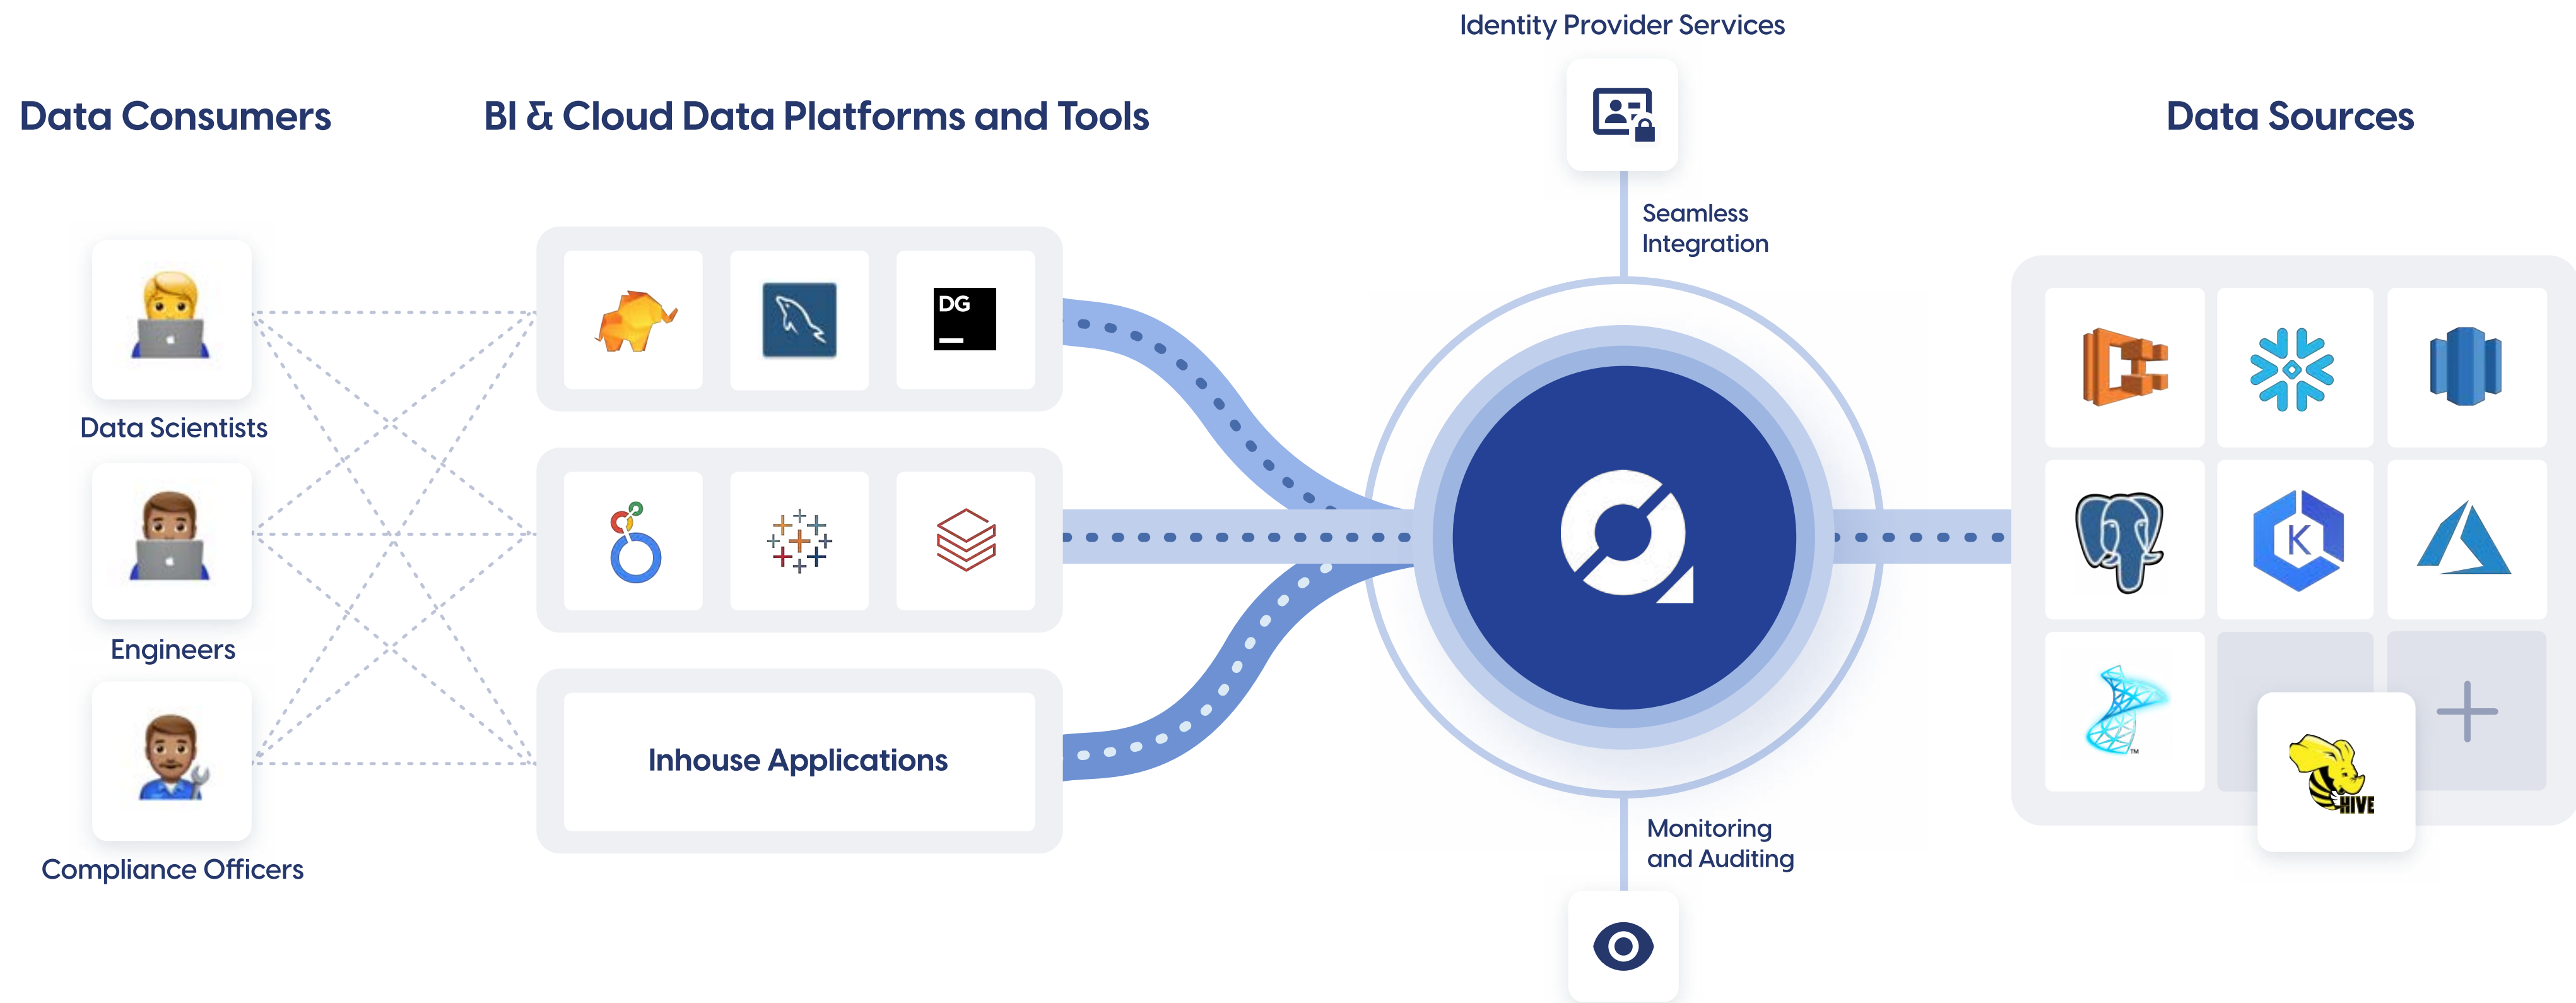 Identity Provider Services
Data Consumers
BI & Cloud Data Platforms and Tools
Data Sources
Seamless
Integration
DG
Data Scientists
K
Engineers
Inhouse Applications
TM
HIVE
Monitoring
and Auditing
Compliance Officers